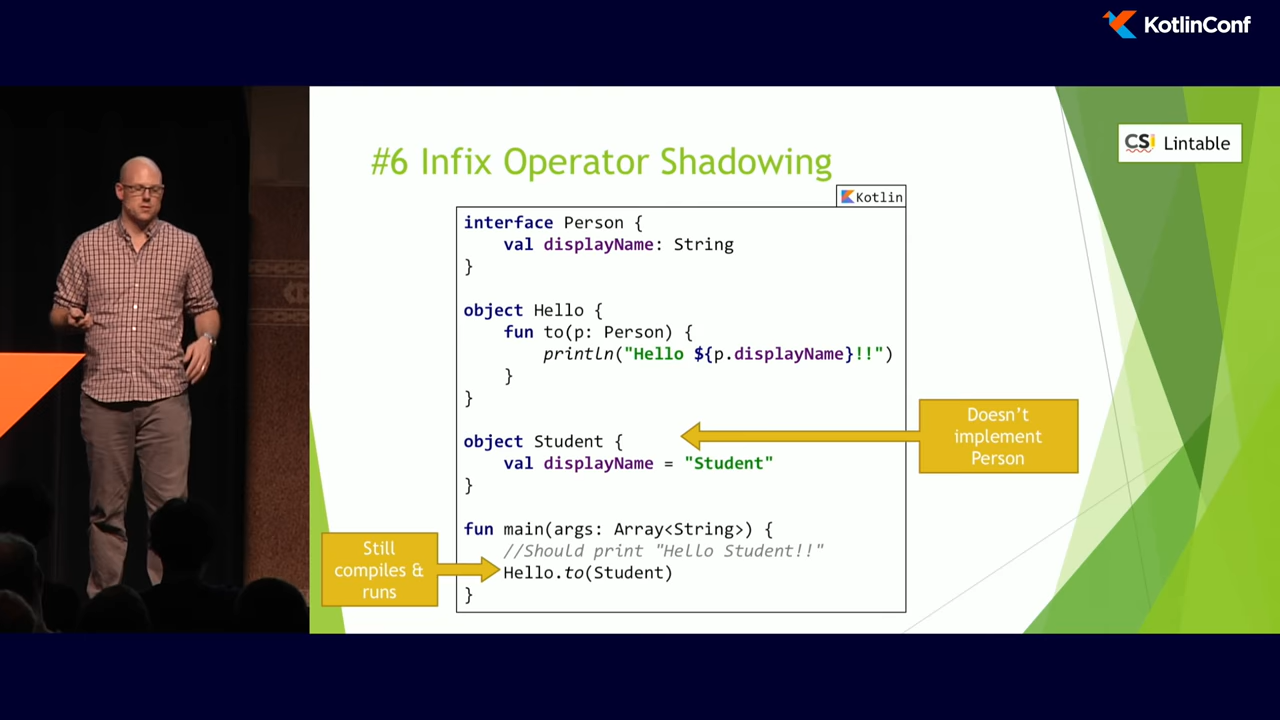 KotlinConf
CSI Lintable
#6 Infix Operator Shadowing
Kotlin
interface Person {
    val displayName: String
}
object Hello {
    fun to(p: Person) {
        println("Hello ${p.displayName}!!")
    }
}
Doesn't
implement
Person
object Student {
    val displayName = "Student"
}
fun main(args: Array<String>) {
    //Should print "Hello Student!!"
    Hello.to(Student)
}
Still
compiles &
runs